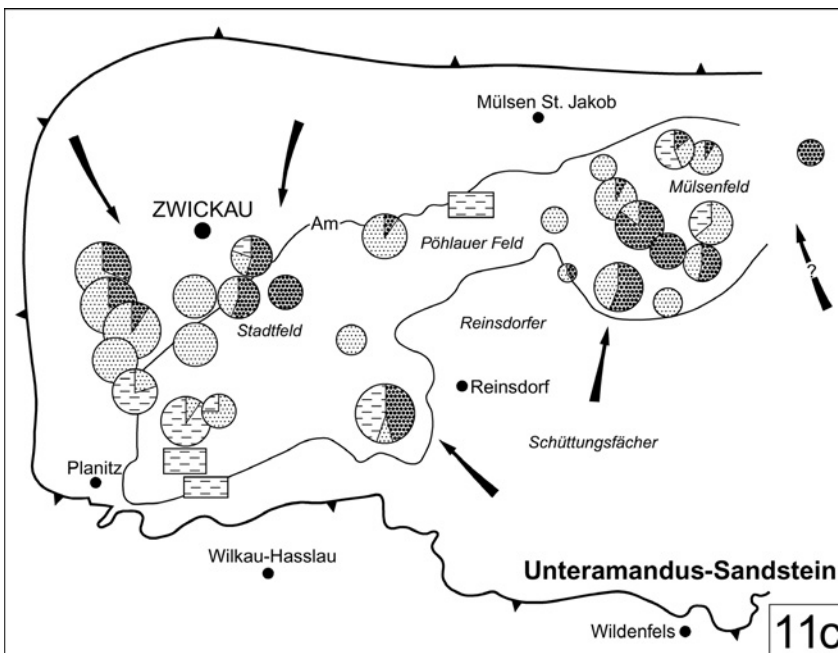 Mülsen St. Jakob
Mülsenfeld
ZWICKAU
Am
Pöhlauer Feld
?
Stadtfeld
Reinsdorfer
Reinsdorf
Schüttungsfächer
Planitz
Wilkau-Hasslau
Unteramandus-Sandstein
Wildenfels
11c